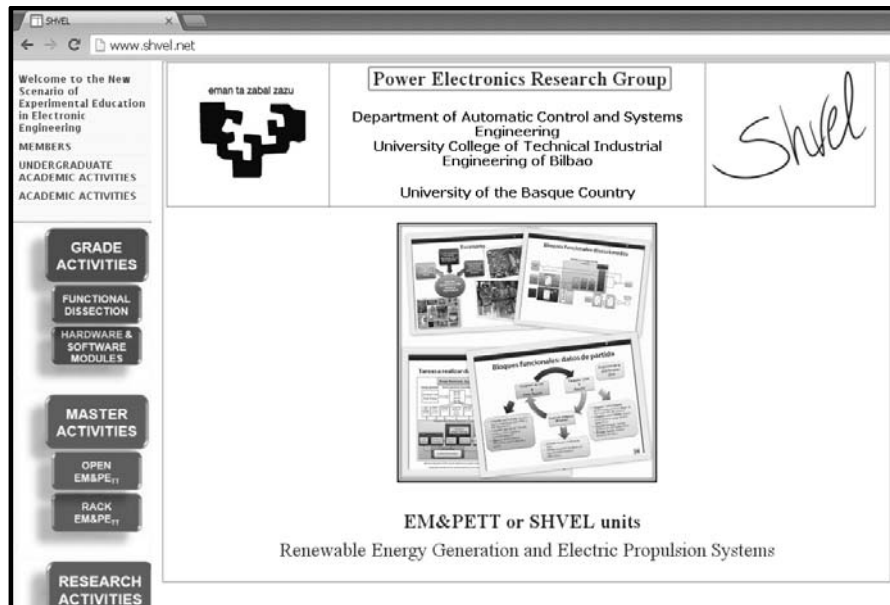 SHVEL
www.shvel.net
Welcome to the New
Scenario of
Experimental Education
in Electronic
Engineering
MEMBERS
UNDERGRADUATE
ACADEMIC ACTIVITIES
ACADEMIC ACTIVITIES
GRADE
ACTIVITIES
FUNCTIONAL
DISSECTION
HARDWARE &
SOFTWARE
MODULES
MASTER
ACTIVITIES
OPEN
EM&PETT
RACK
EM&PETT
RESEARCH
ACTIVITIES
eman ta zabal zazu
Power Electronics Research Group
Department of Automatic Control and Systems
Engineering
University College of Technical Industrial
Engineering of Bilbao
University of the Basque Country
Shvel
Bloques funcionales: datos de partida
EM&PETT or SHVEL units
Renewable Energy Generation and Electric Propulsion Systems